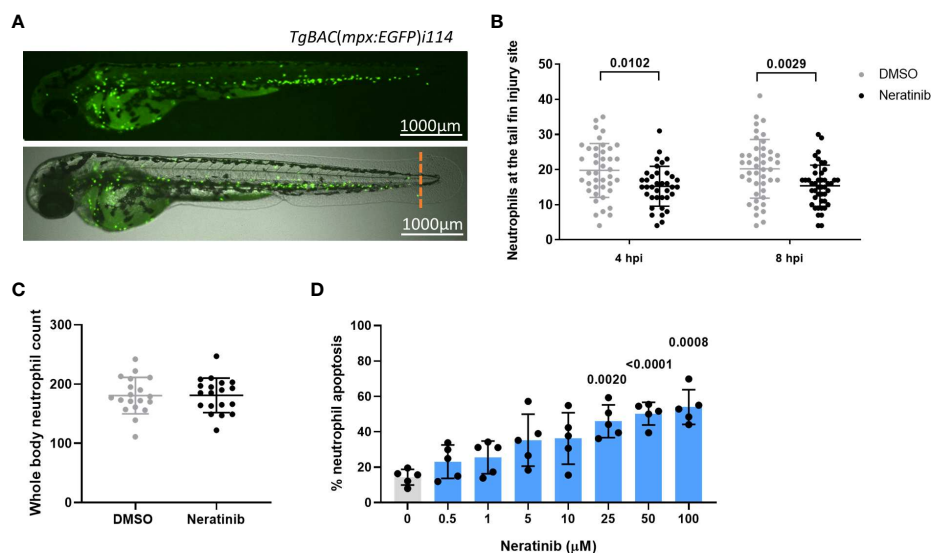 A
TgBAC(mpx:EGFP)i114
1000µm
1000µm
B
Neutrophils at the tail fin injury site
50
40
30
20
10
0
0.0102
0.0029
4 hpi
8 hpi
DMSO
Neratinib
C
Whole body neutrophil count
300
200
100
0
DMSO
Neratinib
D
% neutrophil apoptosis
100
80
60
40
20
0
0.0020
<0.0001
0.0008
0
0.5
1
5
10
25
50
100
Neratinib (µM)